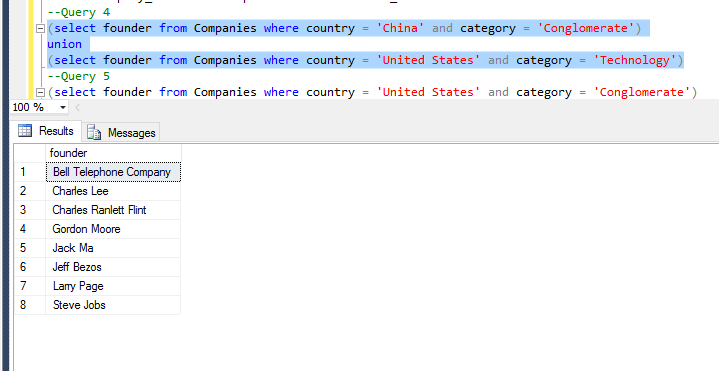 --Query 4
(select founder from Companies where country = 'China' and category = 'Conglomerate')
union
(select founder from Companies where country = 'United States' and category = 'Technology')
--Query 5
(select founder from Companies where country = 'United States' and category = 'Conglomerate')
100 %
Results Messages
founder
1 Bell Telephone Company
2 Charles Lee
3 Charles Ranlett Flint
4 Gordon Moore
5 Jack Ma
6 Jeff Bezos
7 Larry Page
8 Steve Jobs